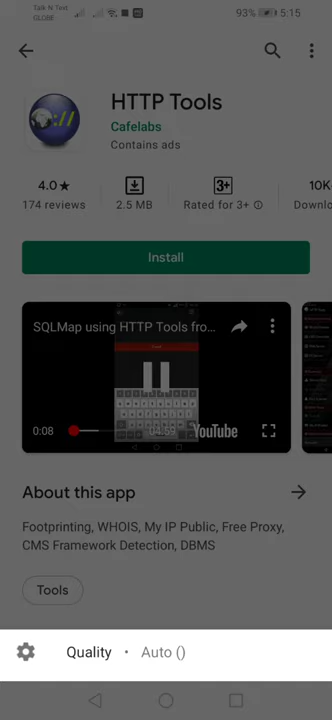 Talk N Text
GLOBE
93% 5:15
HTTP Tools
Cafelabs
Contains ads
4.0★
174 reviews
2.5 MB
3+
Rated for 3+
10K
Downlo
Install
SQLMap using HTTP Tools fro...
0:08
YouTube
About this app
Footprinting, WHOIS, My IP Public, Free Proxy,
CMS Framework Detection, DBMS
Tools
Quality • Auto ()